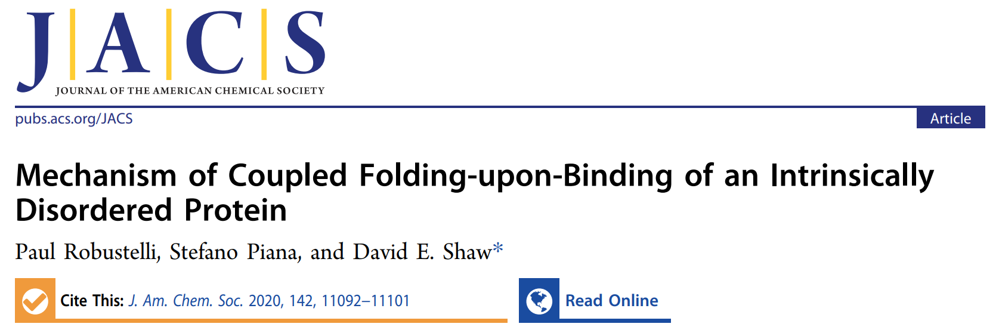 J|A|C|S
JOURNAL OF THE AMERICAN CHEMICAL SOCIETY
pubs.acs.org/JACS
Article
Mechanism of Coupled Folding-upon-Binding of an Intrinsically
Disordered Protein
Paul Robustelli, Stefano Piana, and David E. Shaw*
Cite This: J. Am. Chem. Soc. 2020, 142, 11092–11101
Read Online